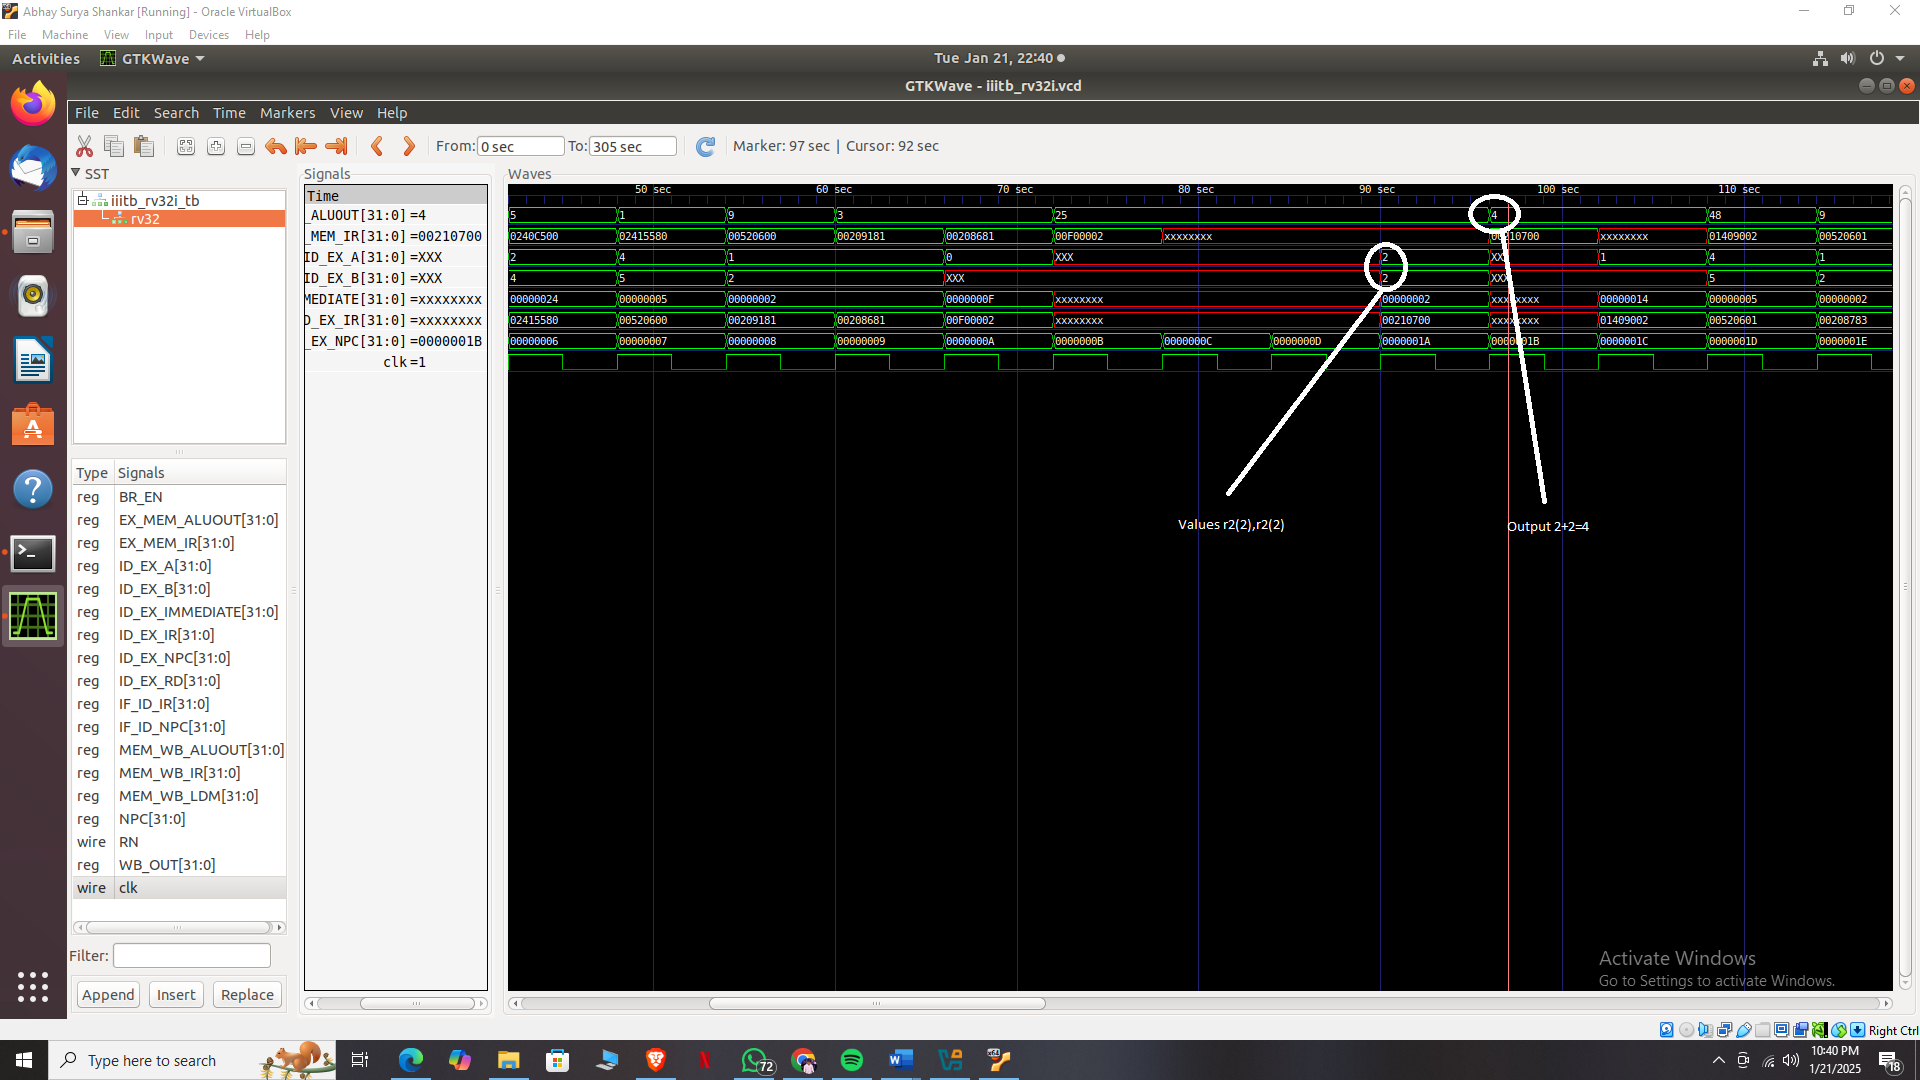 Abhay Surya Shankar [Running] - Oracle VirtualBox
File Machine View Input Devices Help
Activities GTKWave Tue Jan 21, 22:40
GTKWave - iiitb_rv32i.vcd
File Edit Search Time Markers View Help
From: 0 sec To: 305 sec Marker: 97 sec | Cursor: 92 sec
SST
iiitb_rv32i_tb
rv32
Type Signals
reg BR_EN
reg EX_MEM_ALUOUT[31:0]
reg EX_MEM_IR[31:0]
reg ID_EX_A[31:0]
reg ID_EX_B[31:0]
reg ID_EX_IMMEDIATE[31:0]
reg ID_EX_IR[31:0]
reg ID_EX_NPC[31:0]
reg ID_EX_RD[31:0]
reg IF_ID_IR[31:0]
reg IF_ID_NPC[31:0]
reg MEM_WB_ALUOUT[31:0]
reg MEM_WB_IR[31:0]
reg MEM_WB_LDM[31:0]
reg NPC[31:0]
wire RN
reg WB_OUT[31:0]
wire clk
Filter:
Append Insert Replace
Signals
Time
_ALUOUT[31:0] =4
_MEM_IR[31:0] =00210700
ID_EX_A[31:0] =XXX
ID_EX_B[31:0] =XXX
MEDIATE[31:0] =xxxxxxxx
D_EX_IR[31:0] =xxxxxxxx
_EX_NPC[31:0] =0000001B
clk =1
Waves
50 sec 60 sec 70 sec 80 sec 90 sec 100 sec 110 sec
5 1 9 3 25 4 48 9
0240C500 02415580 00520600 00209181 00208681 00F00002 xxxxxxxx 00210700 xxxxxxxx 01409002 00520601
2 4 1 0 XXX 2 XXX 1 4 1
4 5 2 XXX 2 XXX 5 2
00000024 00000005 00000002 0000000F xxxxxxxx 00000002 xxxxxxxx 00000014 00000005 00000002
02415580 00520600 00209181 00208681 00F00002 xxxxxxxx 00210700 xxxxxxxx 01409002 00520601 00208783
00000006 00000007 00000008 00000009 0000000A 0000000B 0000000C 0000000D 0000001A 0000001B 0000001C 0000001D 0000001E
Values r2(2),r2(2)
Output 2+2=4
Activate Windows
Go to Settings to activate Windows.
Right Ctrl
Type here to search
72
10:40 PM
1/21/2025
18